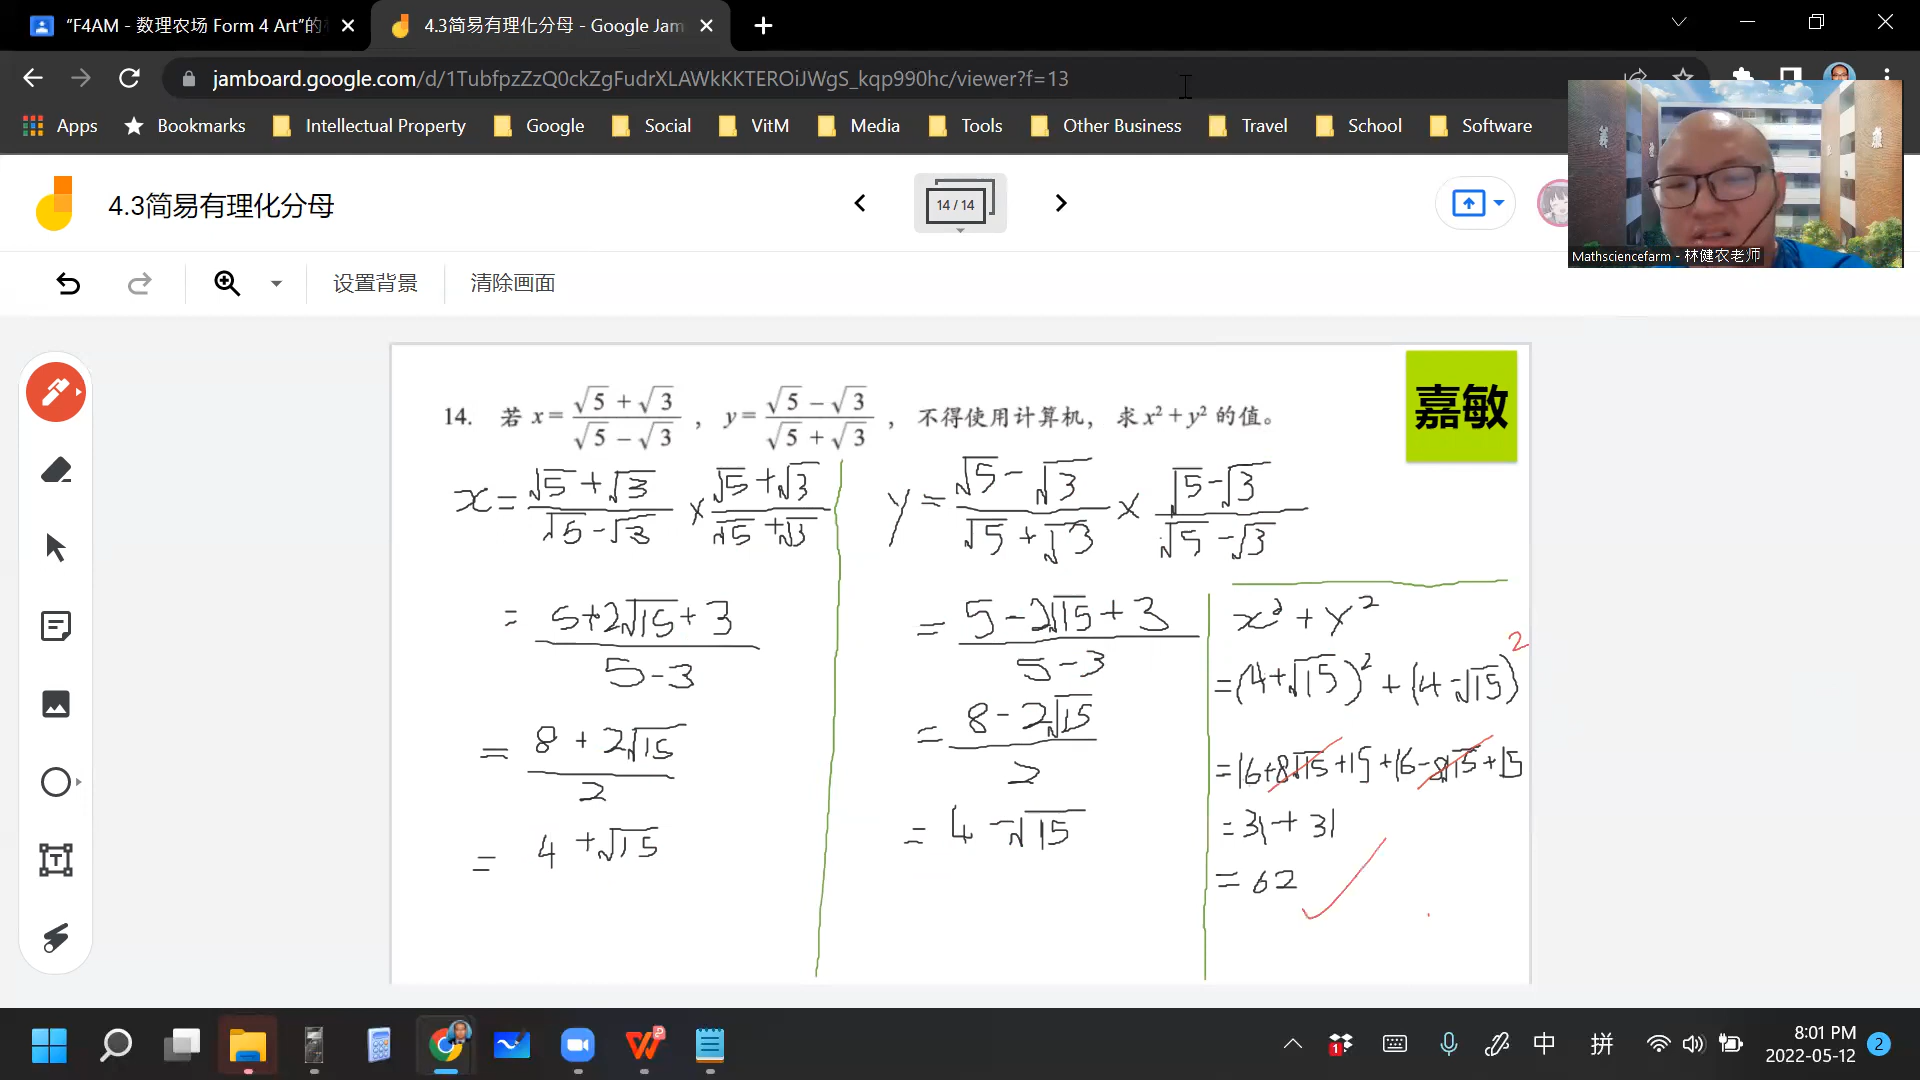 "F4AM - 数理农场 Form 4 Art"的
4.3简易有理化分母 - Google Jam
jamboard.google.com/d/1TubfpzZzQ0ckZgFudrXLAWkKKTEROiJWgS_kqp990hc/viewer?f=13
Apps Bookmarks Intellectual Property Google Social VitM Media Tools Other Business Travel School Software
4.3简易有理化分母
14 / 14
Mathsciencefarm - 林健农老师
设置背景 清除画面
嘉敏
14. 若 x = (√5 + √3)/(√5 − √3) , y = (√5 − √3)/(√5 + √3) , 不得使用计算机, 求 x² + y² 的值。
x = (√5 + √3)/(√5 − √3) × (√5 + √3)/(√5 + √3)
= (5 + 2√15 + 3)/(5 − 3)
= (8 + 2√15)/2
= 4 + √15
y = (√5 − √3)/(√5 + √3) × (√5 − √3)/(√5 − √3)
= (5 − 2√15 + 3)/(5 − 3)
= (8 − 2√15)/2
= 4 − √15
x² + y²
= (4 + √15)² + (4 − √15)²
= 16 + 8√15 + 15 + 16 − 8√15 + 15
= 31 + 31
= 62
T
1
中 拼
8:01 PM
2022-05-12
2